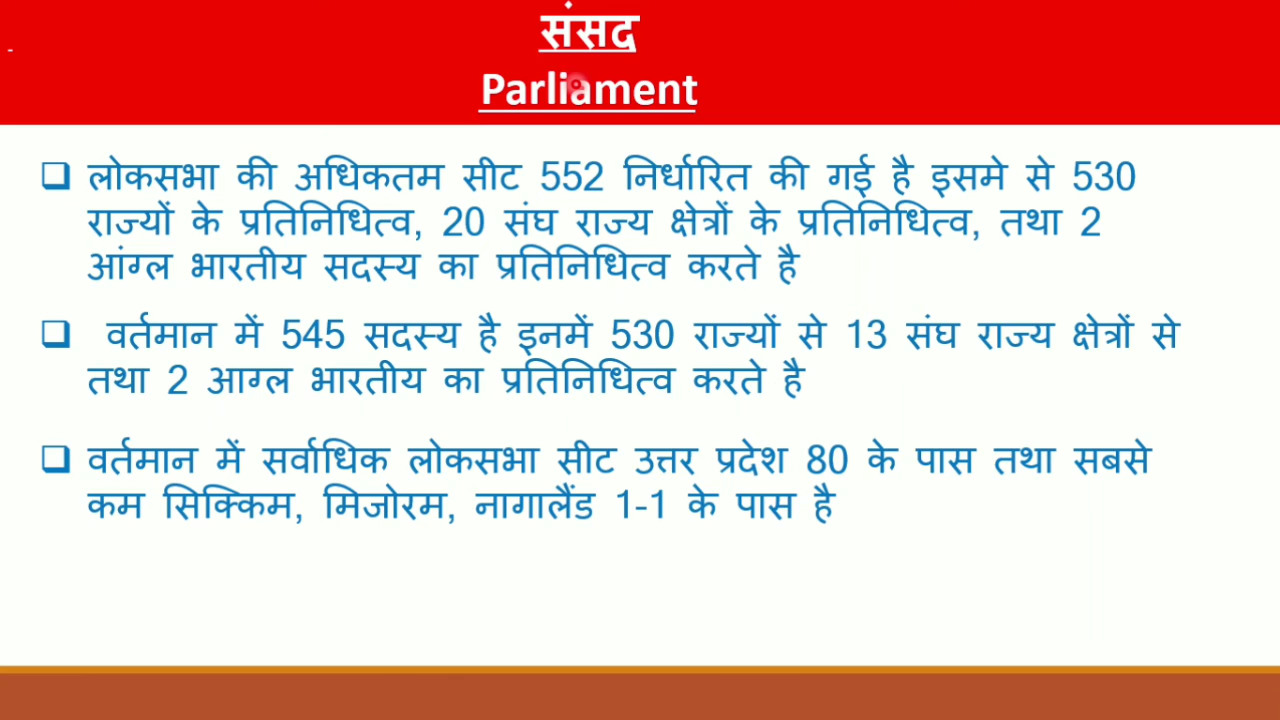 संसद
Parliament
लोकसभा की अधिकतम सीट 552 निर्धारित की गई है इसमे से 530
राज्यों के प्रतिनिधित्व, 20 संघ राज्य क्षेत्रों के प्रतिनिधित्व, तथा 2
आंग्ल भारतीय सदस्य का प्रतिनिधित्व करते है
वर्तमान में 545 सदस्य है इनमें 530 राज्यों से 13 संघ राज्य क्षेत्रों से
तथा 2 आग्ल भारतीय का प्रतिनिधित्व करते है
वर्तमान में सर्वाधिक लोकसभा सीट उत्तर प्रदेश 80 के पास तथा सबसे
कम सिक्किम, मिजोरम, नागालैंड 1-1 के पास है